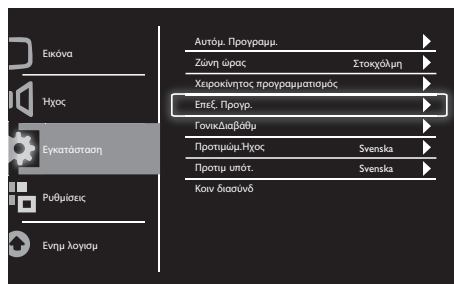 Εικόνα
Ήχος
Εγκατάσταση
Ρυθμίσεις
Ενημ λογισμ
Αυτόμ. Προγραμμ.
Ζώνη ώρας Στοκχόλμη
Χειροκίνητος προγραμματισμός
Επεξ. Προγρ.
ΓονικΔιαβάθμ
Προτιμώμ.Ήχος Svenska
Προτιμ υπότ. Svenska
Κοιν διασύνδ